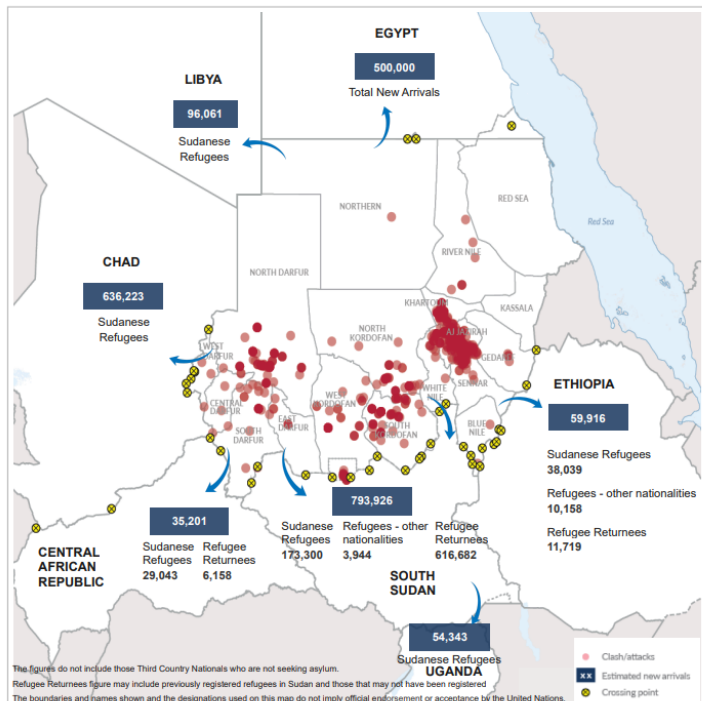 EGYPT
500,000
Total New Arrivals
LIBYA
96,061
Sudanese
Refugees
RED SEA
Red Sea
NORTHERN
RIVER NILE
CHAD
636,223
Sudanese
Refugees
NORTH DARFUR
KHARTOUM
KASSALA
NORTH
KORDOFAN
AJ JAZIRAH
GEDAREF
WEST
DARFUR
SENNAR
WHITE
NILE
WEST
KORDOFAN
CENTRAL
DARFUR
EAST
DARFUR
SOUTH
DARFUR
SOUTH
KORDOFAN
BLUE
NILE
ETHIOPIA
59,916
Sudanese Refugees
38,039
Refugees - other nationalities
10,158
Refugee Returnees
11,719
793,926
Sudanese
Refugees
173,300
Refugees - other
nationalities
3,944
Refugee
Returnees
616,682
35,201
Sudanese
Refugees
29,043
Refugee
Returnees
6,158
CENTRAL
AFRICAN
REPUBLIC
SOUTH
SUDAN
54,343
Sudanese Refugees
UGANDA
Clash/attacks
xx Estimated new arrivals
Crossing point
The figures do not include those Third Country Nationals who are not seeking asylum.
Refugee Returnees figure may include previously registered refugees in Sudan and those that may not have been registered
The boundaries and names shown and the designations used on this map do not imply official endorsement or acceptance by the United Nations.